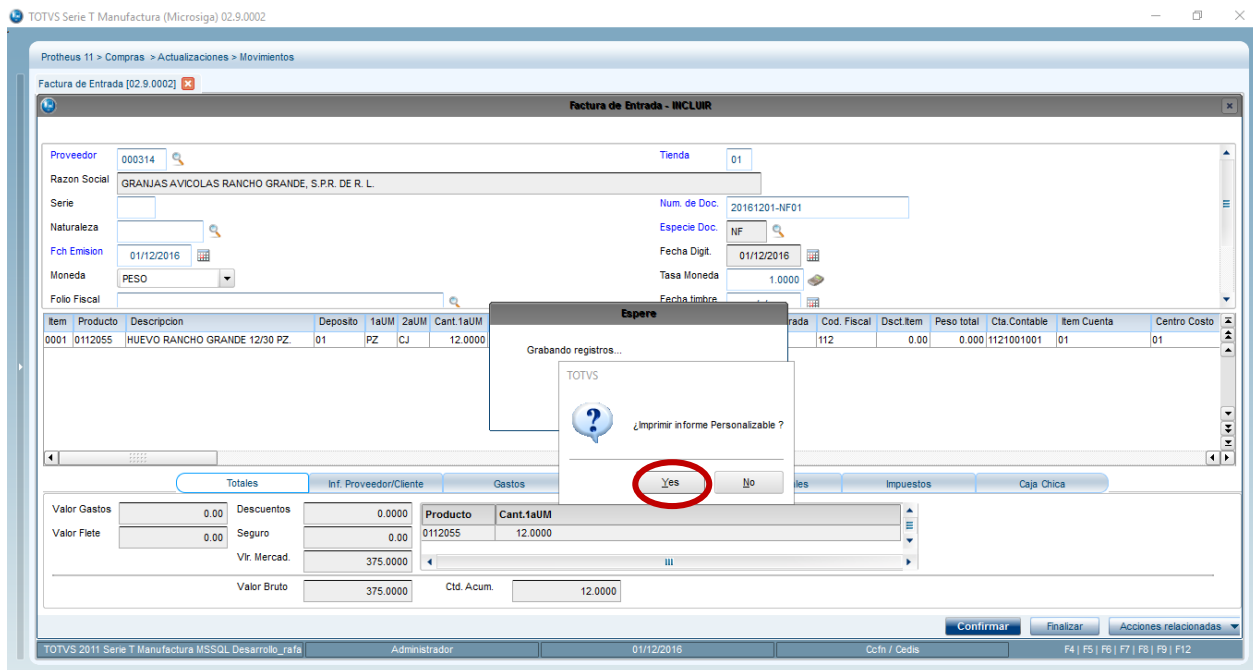 TOTVS Serie T Manufactura (Microsiga) 02.9.0002
Protheus 11 > Compras > Actualizaciones > Movimientos
Factura de Entrada [02.9.0002]
Factura de Entrada - INCLUIR
Proveedor 000314 Tienda 01
Razon Social GRANJAS AVICOLAS RANCHO GRANDE, S.P.R. DE R. L.
Serie Num. de Doc. 20161201-NF01
Naturaleza Especie Doc. NF
Fch Emision 01/12/2016 Fecha Digit. 01/12/2016
Moneda PESO Tasa Moneda 1.0000
Folio Fiscal Fecha timbre
Item Producto Descripcion Deposito 1aUM 2aUM Cant.1aUM rada Cod. Fiscal Dsct.Item Peso total Cta.Contable Item Cuenta Centro Costo
0001 0112055 HUEVO RANCHO GRANDE 12/30 PZ. 01 PZ CJ 12.0000 112 0.00 0.000 1121001001 01 01
Espere
Grabando registros...
TOTVS
¿Imprimir informe Personalizable ?
Yes No
Totales Inf. Proveedor/Cliente Gastos les Impuestos Caja Chica
Valor Gastos 0.00 Descuentos 0.0000 Producto Cant.1aUM
Valor Flete 0.00 Seguro 0.00 0112055 12.0000
Vlr. Mercad. 375.0000
Valor Bruto 375.0000 Ctd. Acum. 12.0000
Confirmar Finalizar Acciones relacionadas
TOTVS 2011 Serie T Manufactura MSSQL Desarrollo_rafa Administrador 01/12/2016 Ccfn / Cedis F4 | F5 | F6 | F7 | F8 | F9 | F12